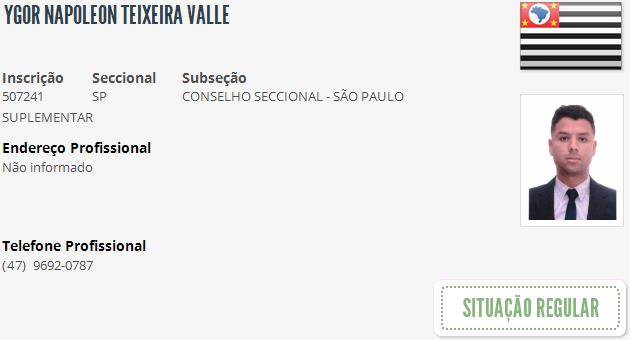 YGOR NAPOLEON TEIXEIRA VALLE
Inscrição Seccional Subseção
507241 SP CONSELHO SECCIONAL - SÃO PAULO
SUPLEMENTAR
Endereço Profissional
Não informado
Telefone Profissional
(47) 9692-0787
SITUAÇÃO REGULAR